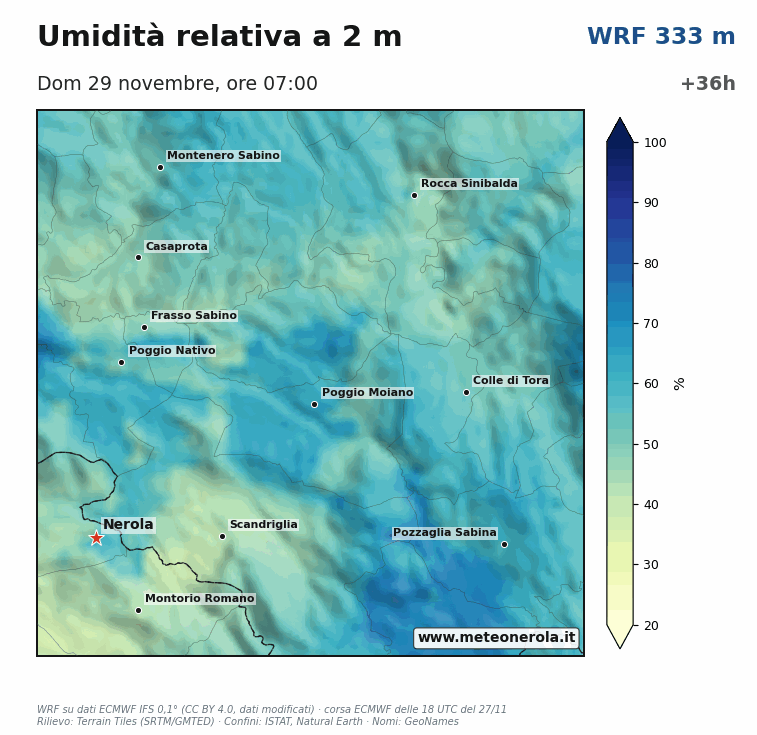 Umidità relativa a 2 m
WRF 333 m
Dom 29 novembre, ore 07:00
+36h
Montenero Sabino
Rocca Sinibalda
Casaprota
Frasso Sabino
Poggio Nativo
Colle di Tora
Poggio Moiano
Nerola
Scandriglia
Pozzaglia Sabina
Montorio Romano
www.meteonerola.it
100
90
80
70
60
50
40
30
20
%
WRF su dati ECMWF IFS 0,1° (CC BY 4.0, dati modificati) · corsa ECMWF delle 18 UTC del 27/11
Rilievo: Terrain Tiles (SRTM/GMTED) · Confini: ISTAT, Natural Earth · Nomi: GeoNames